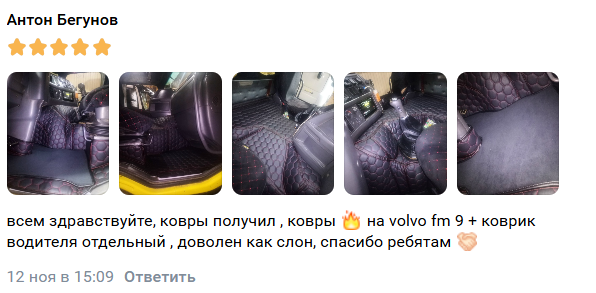 Антон Бегунов
всем здравствуйте, ковры получил , ковры 🔥 на volvo fm 9 + коврик
водителя отдельный , доволен как слон, спасибо ребятам 🤝🏻
12 ноя в 15:09 Ответить